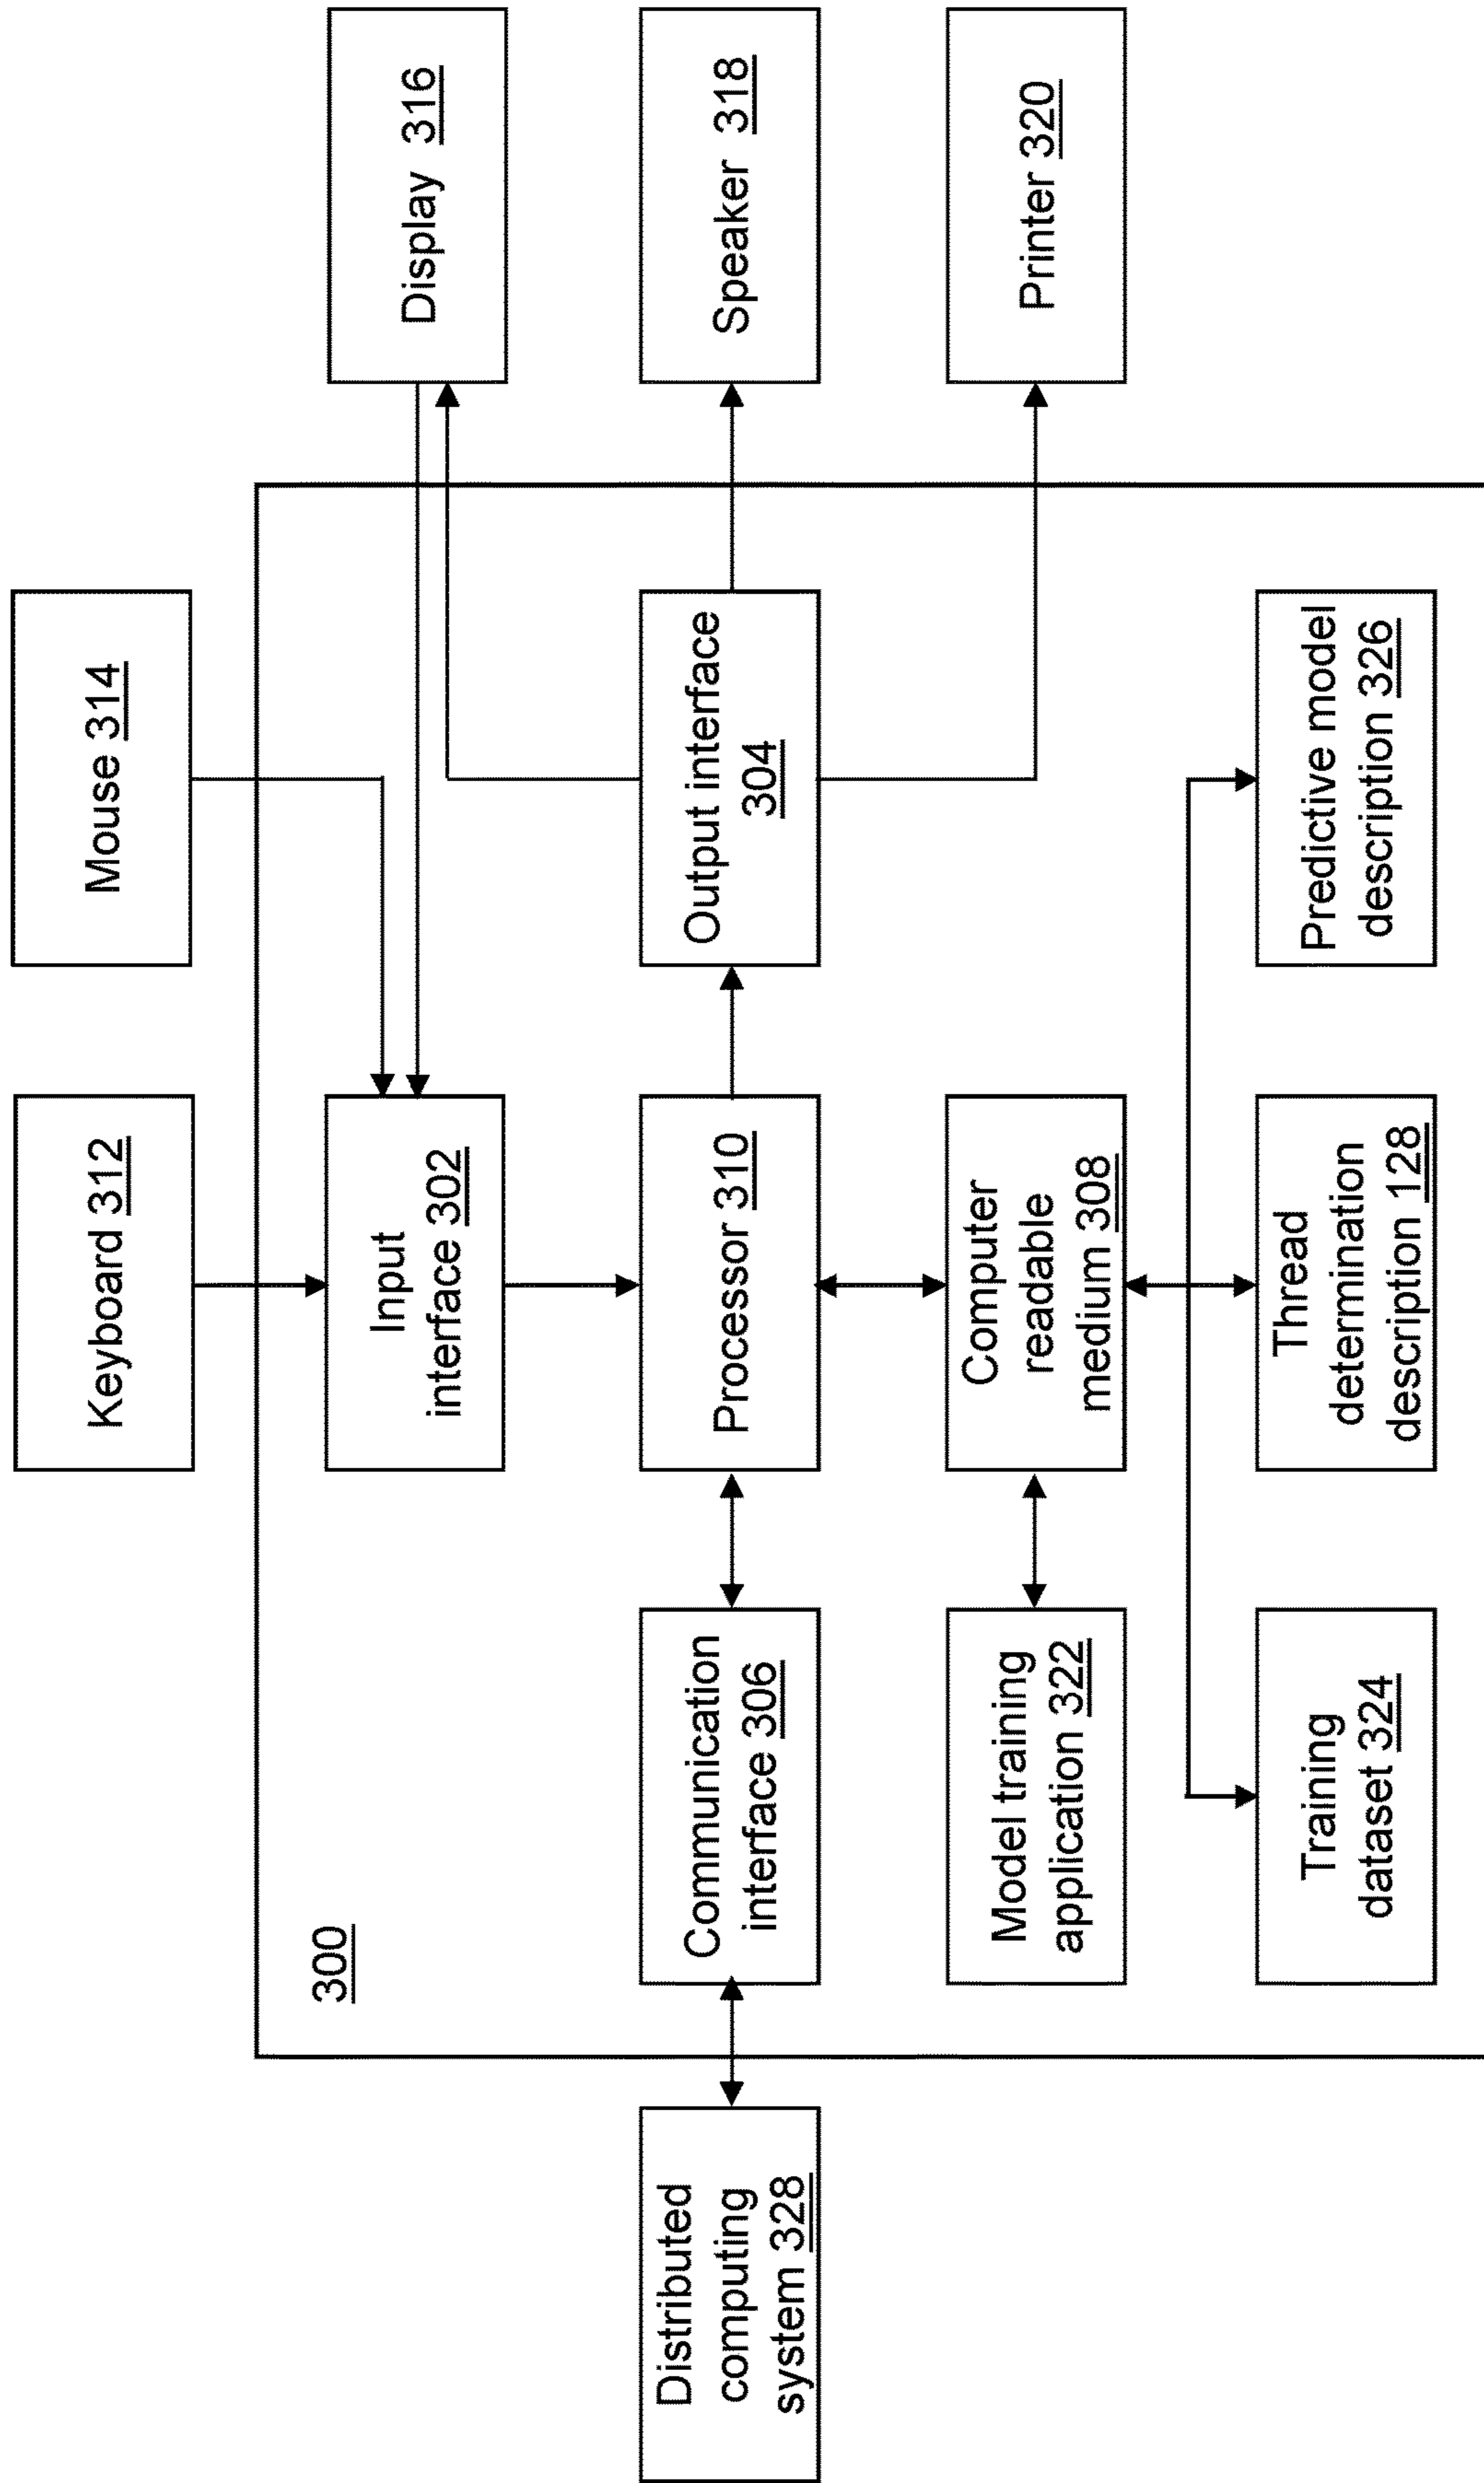 Keyboard 312
Mouse 314
300
Input
interface 302
Display 316
Distributed
computing
system 328
Communication
interface 306
Processor 310
Output interface
304
Speaker 318
Model training
application 322
Computer
readable
medium 308
Printer 320
Training
dataset 324
Thread
determination
description 128
Predictive model
description 326